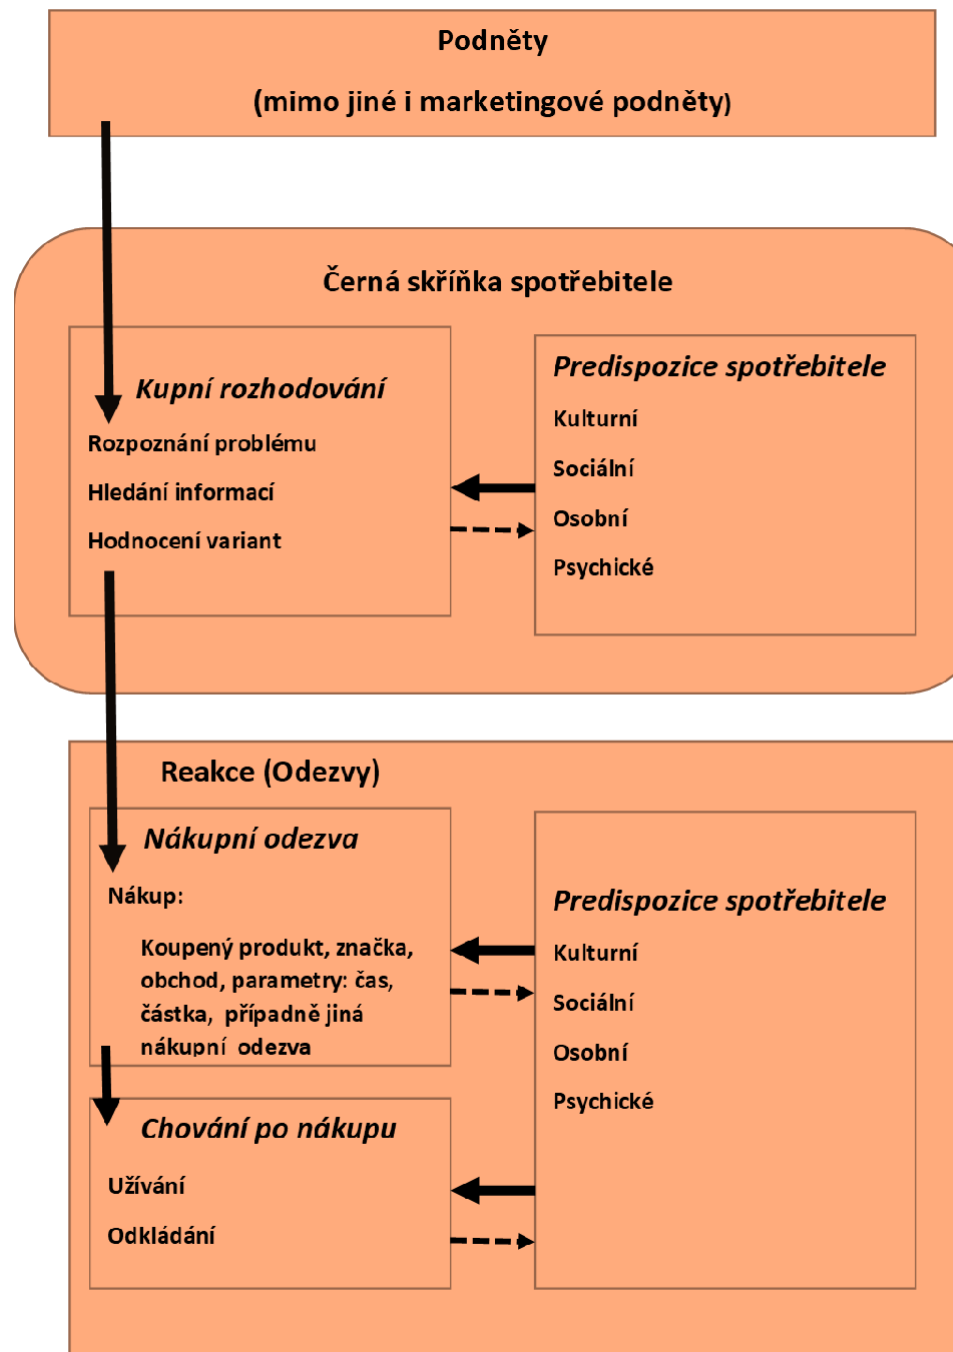 Podněty
(mimo jiné i marketingové podněty)
Černá skříňka spotřebitele
Kupní rozhodování
Rozpoznání problému
Hledání informací
Hodnocení variant
Predispozice spotřebitele
Kulturní
Sociální
Osobní
Psychické
Reakce (Odezvy)
Nákupní odezva
Nákup:
Koupený produkt, značka,
obchod, parametry: čas,
částka, případně jiná
nákupní odezva
Chování po nákupu
Užívání
Odkládání
Predispozice spotřebitele
Kulturní
Sociální
Osobní
Psychické